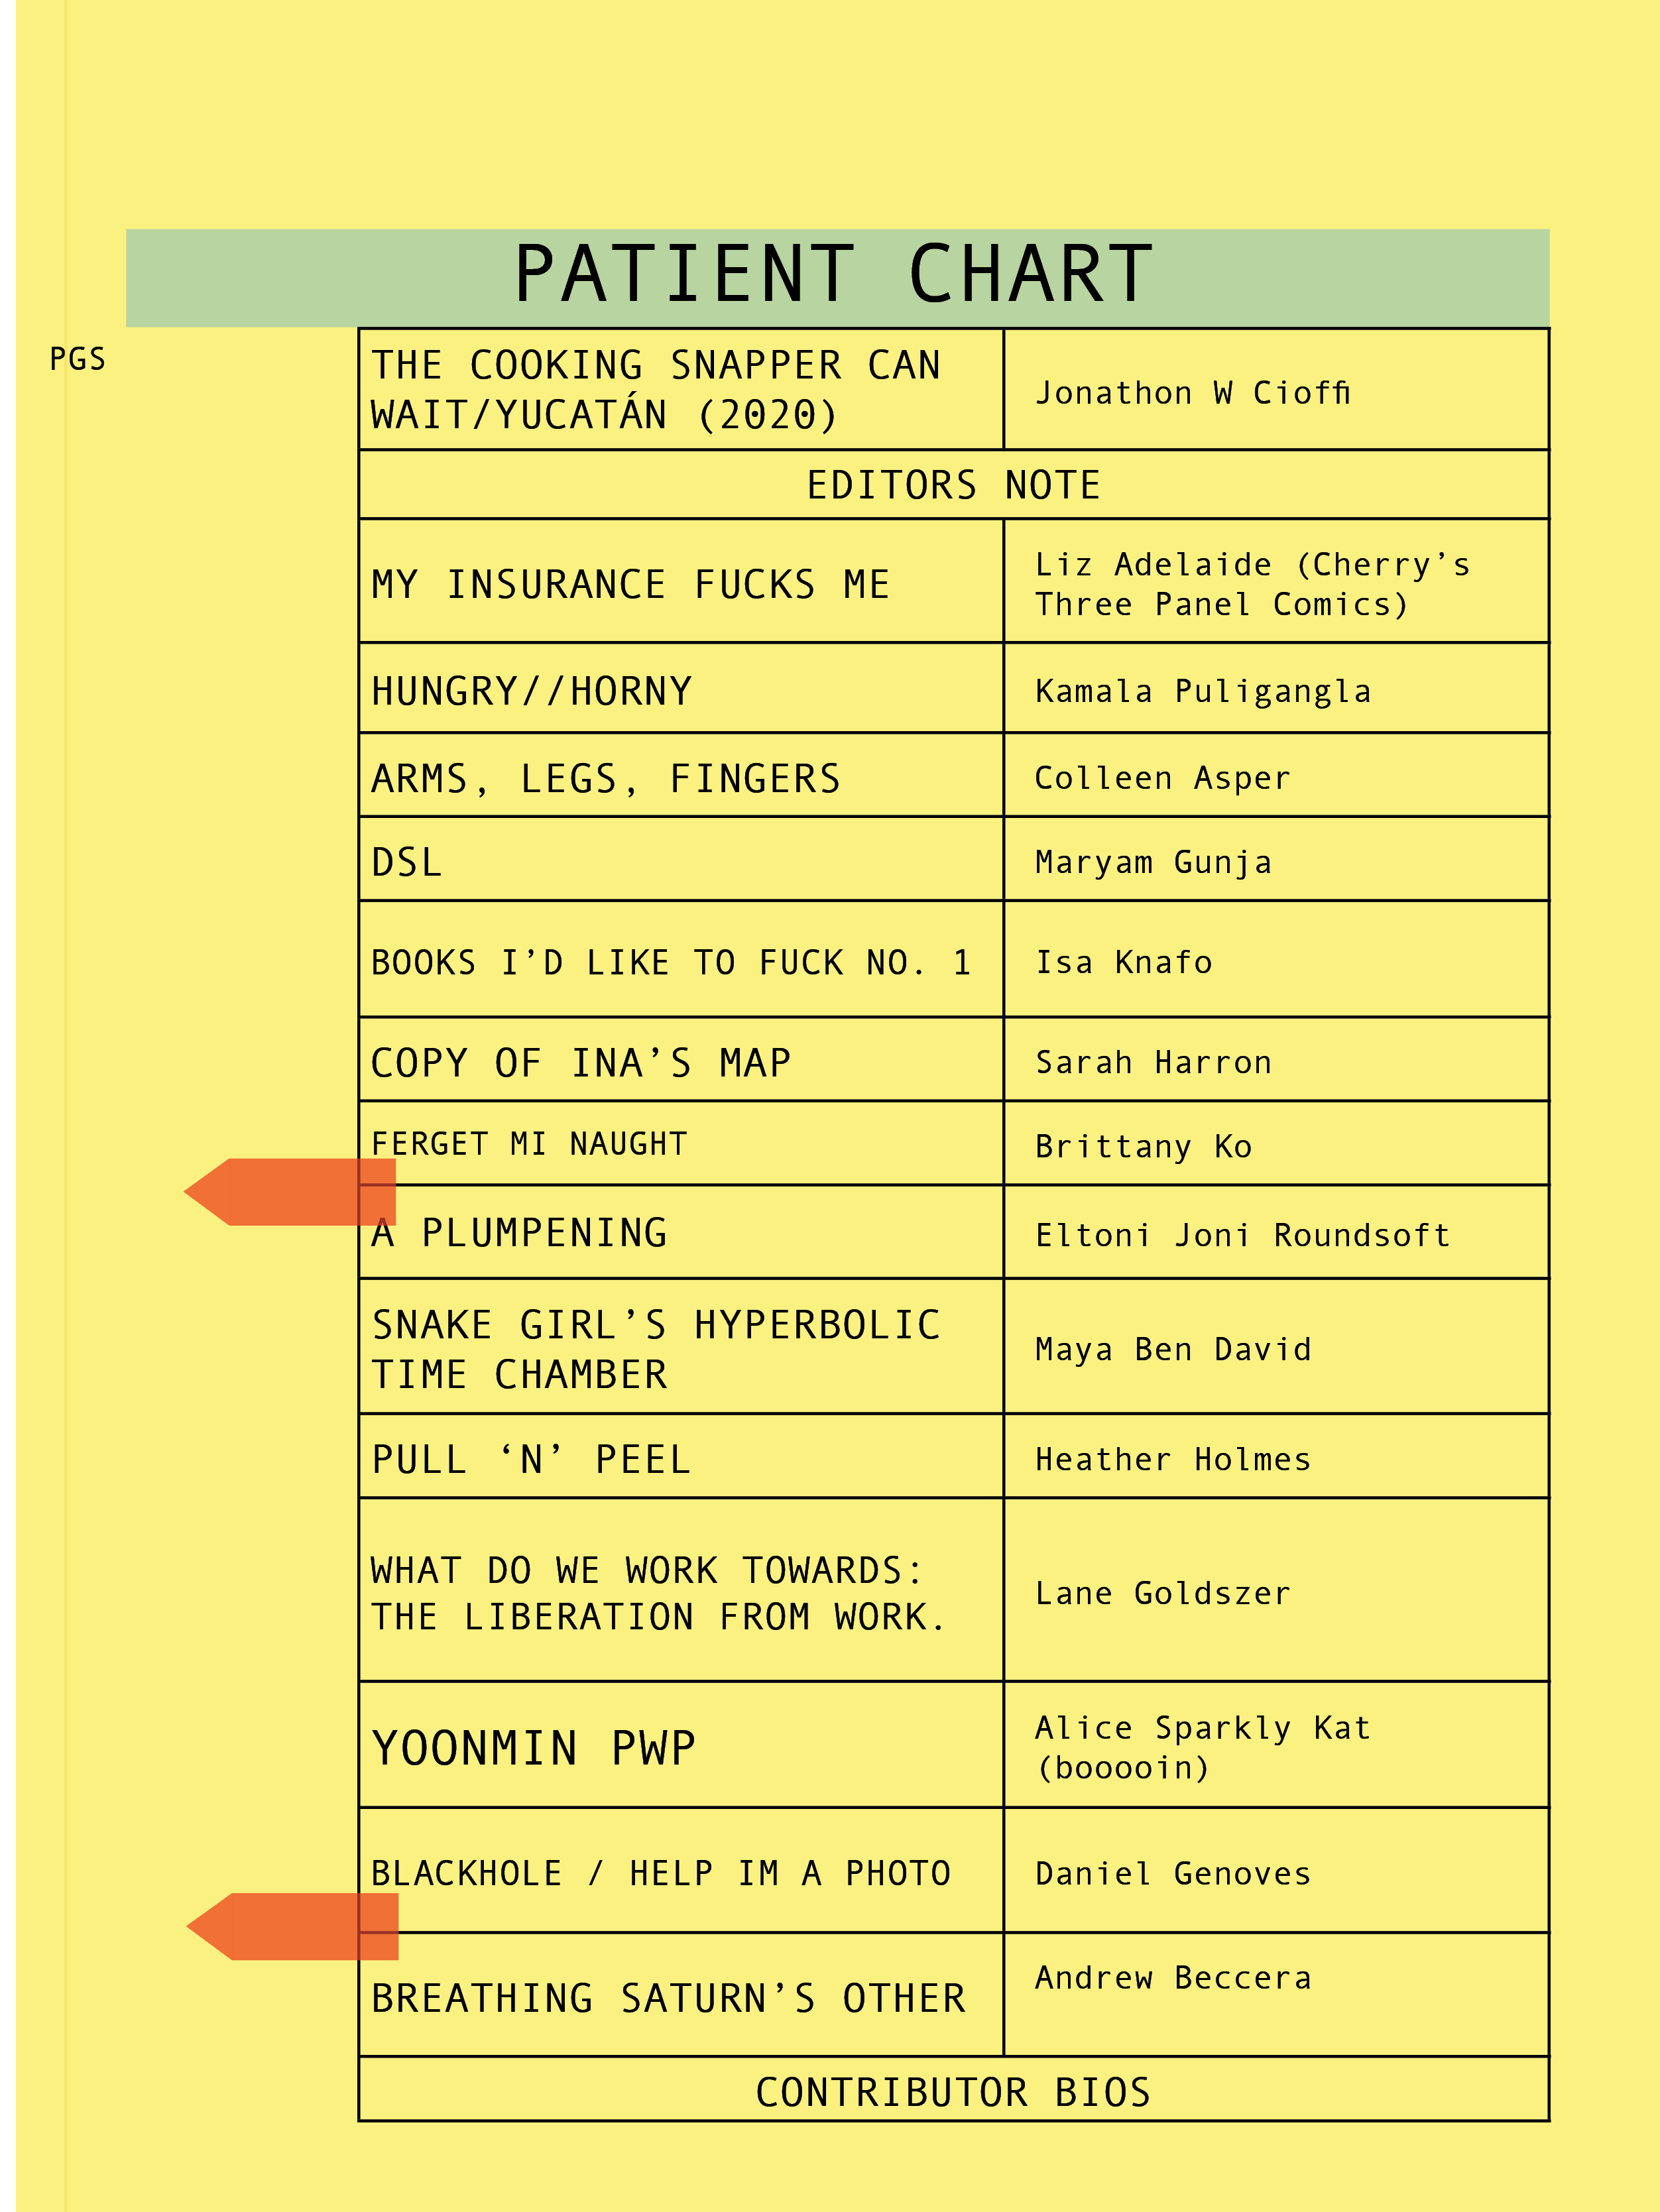 PATIENT CHART
PGS
THE COOKING SNAPPER CAN
WAIT/YUCATÁN (2020)
Jonathon W Cioffi
EDITORS NOTE
MY INSURANCE FUCKS ME
Liz Adelaide (Cherry’s
Three Panel Comics)
HUNGRY//HORNY
Kamala Puligangla
ARMS, LEGS, FINGERS
Colleen Asper
DSL
Maryam Gunja
BOOKS I’D LIKE TO FUCK NO. 1
Isa Knafo
COPY OF INA’S MAP
Sarah Harron
FERGET MI NAUGHT
Brittany Ko
A PLUMPENING
Eltoni Joni Roundsoft
SNAKE GIRL’S HYPERBOLIC
TIME CHAMBER
Maya Ben David
PULL ‘N’ PEEL
Heather Holmes
WHAT DO WE WORK TOWARDS:
THE LIBERATION FROM WORK.
Lane Goldszer
YOONMIN PWP
Alice Sparkly Kat
(booooin)
BLACKHOLE / HELP IM A PHOTO
Daniel Genoves
BREATHING SATURN’S OTHER
Andrew Beccera
CONTRIBUTOR BIOS